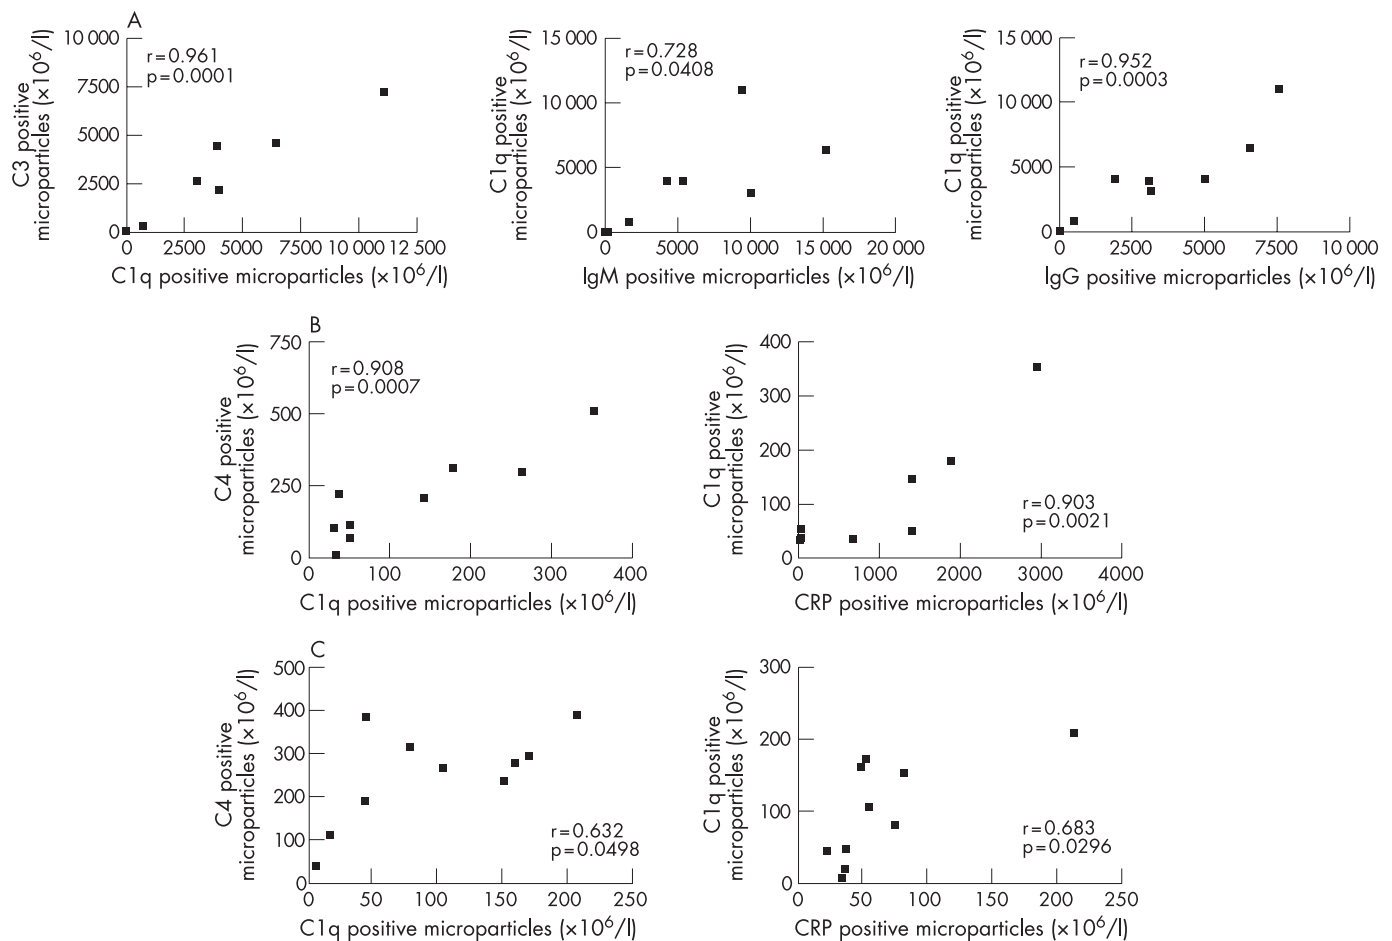 A
C3 positive
microparticles (×10⁶/l)
10 000
7500
5000
2500
0
r=0.961
p=0.0001
0 2500 5000 7500 10 000 12 500
C1q positive microparticles (×10⁶/l)
C1q positive
microparticles (×10⁶/l)
15 000
10 000
5000
0
r=0.728
p=0.0408
0 5000 10 000 15 000 20 000
IgM positive microparticles (×10⁶/l)
C1q positive
microparticles (×10⁶/l)
15 000
10 000
5000
0
r=0.952
p=0.0003
0 2500 5000 7500 10 000
IgG positive microparticles (×10⁶/l)
B
C4 positive
microparticles (×10⁶/l)
750
500
250
0
r=0.908
p=0.0007
0 100 200 300 400
C1q positive microparticles (×10⁶/l)
C1q positive
microparticles (×10⁶/l)
400
300
200
100
0
r=0.903
p=0.0021
0 1000 2000 3000 4000
CRP positive microparticles (×10⁶/l)
C
C4 positive
microparticles (×10⁶/l)
500
400
300
200
100
0
r=0.632
p=0.0498
0 50 100 150 200 250
C1q positive microparticles (×10⁶/l)
C1q positive
microparticles (×10⁶/l)
300
200
100
0
r=0.683
p=0.0296
0 50 100 150 200 250
CRP positive microparticles (×10⁶/l)